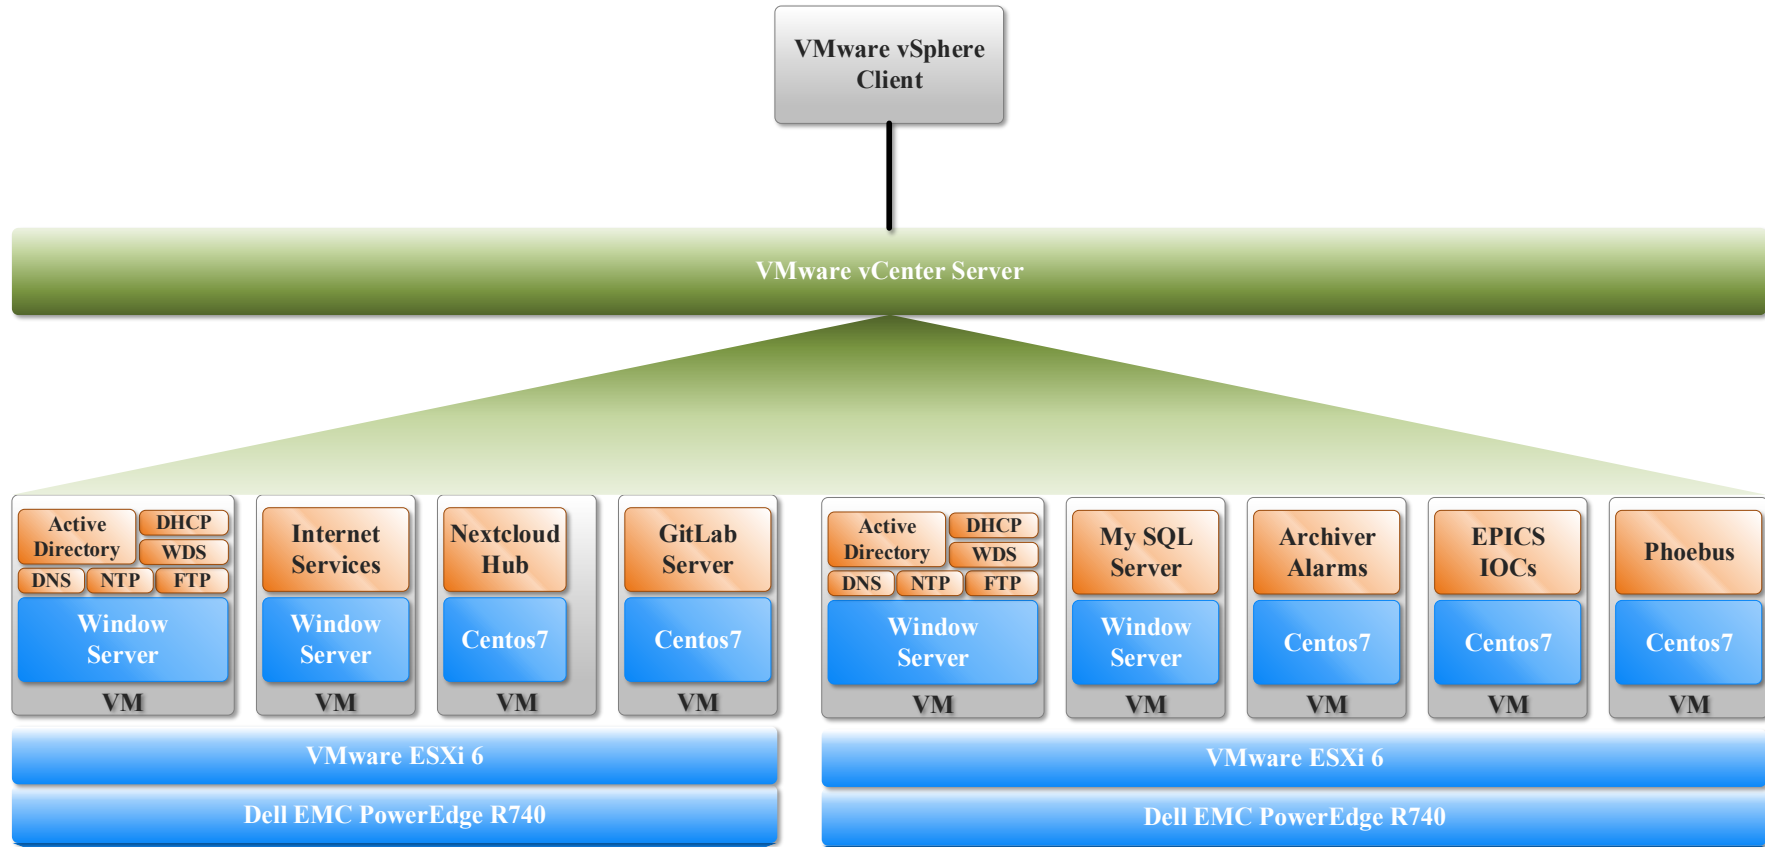 VMware vSphere
Client
VMware vCenter Server
Active
Directory
DHCP
WDS
DNS
NTP
FTP
Window
Server
VM
Internet
Services
Window
Server
VM
Nextcloud
Hub
Centos7
VM
GitLab
Server
Centos7
VM
VMware ESXi 6
Dell EMC PowerEdge R740
Active
Directory
DHCP
WDS
DNS
NTP
FTP
Window
Server
VM
My SQL
Server
Window
Server
VM
Archiver
Alarms
Centos7
VM
EPICS
IOCs
Centos7
VM
Phoebus
Centos7
VM
VMware ESXi 6
Dell EMC PowerEdge R740